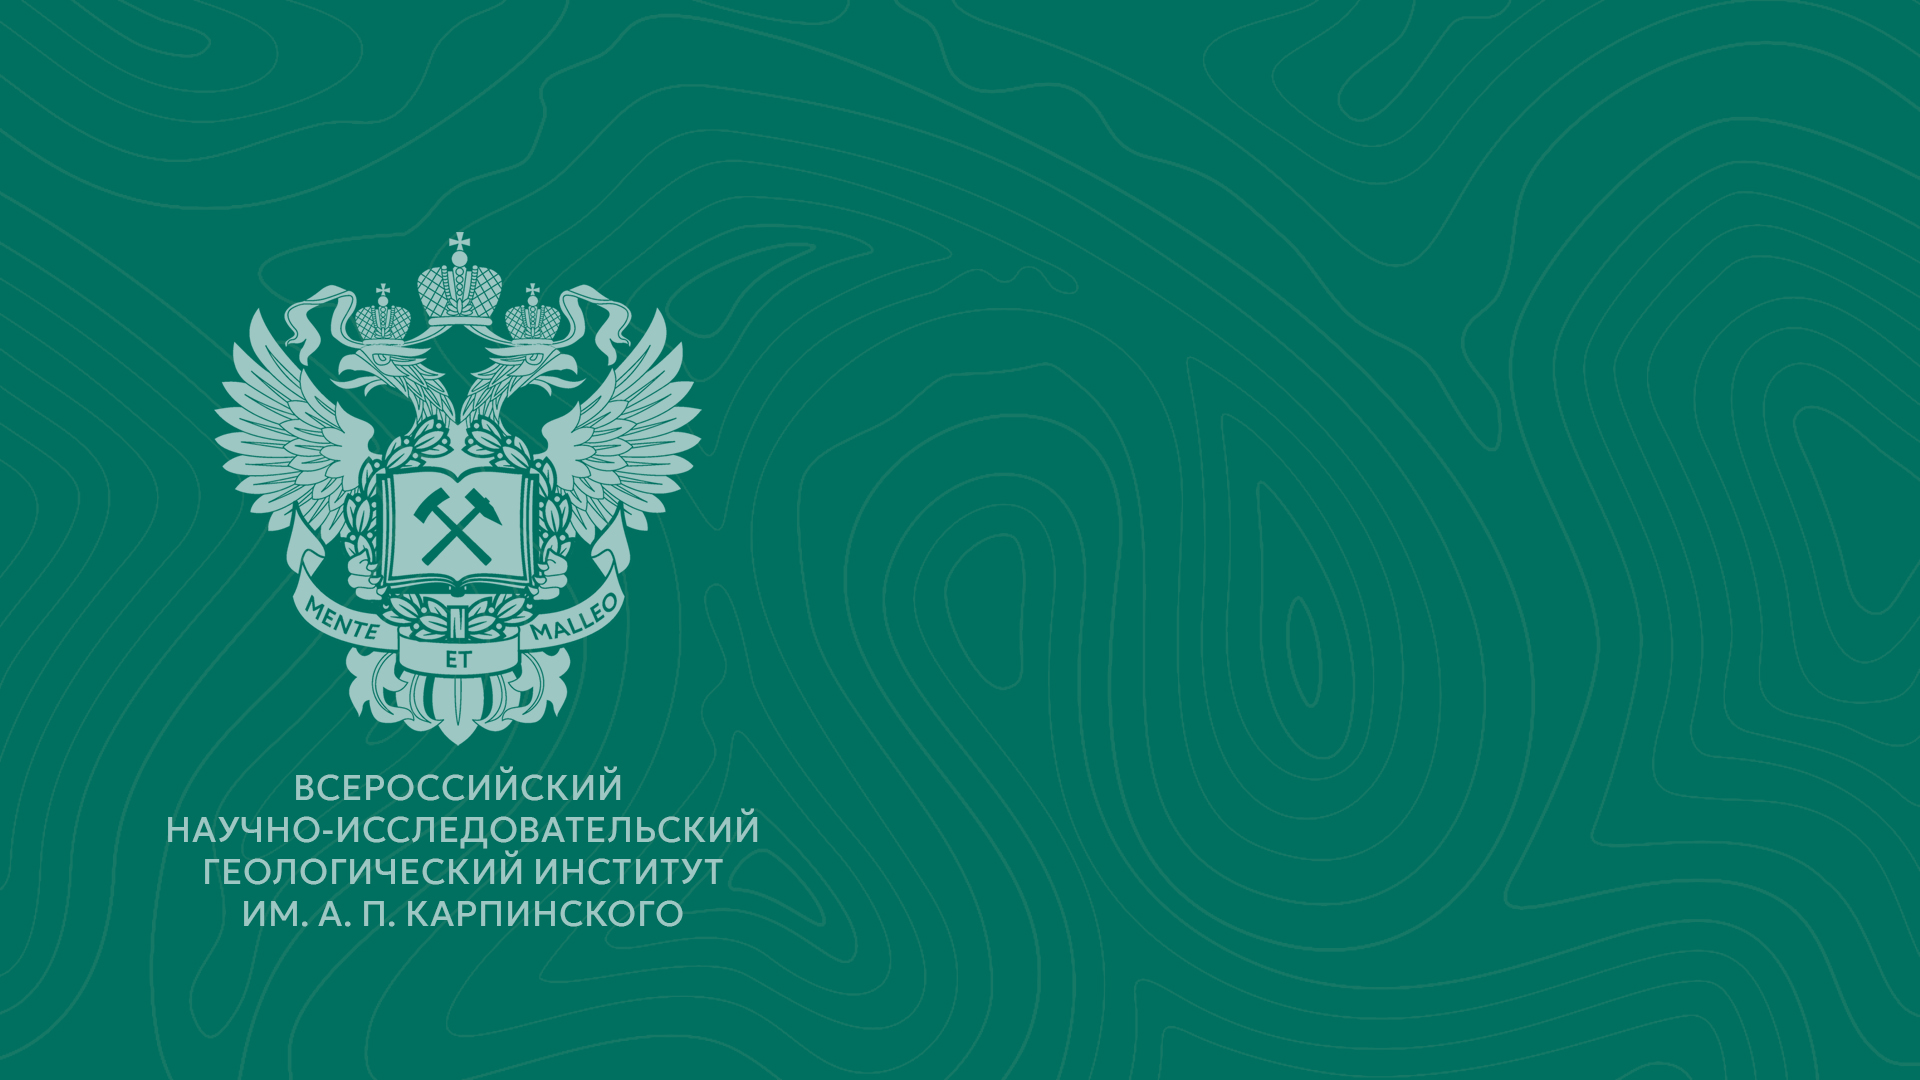 MENTE
ET
MALLEO
ВСЕРОССИЙСКИЙ
НАУЧНО-ИССЛЕДОВАТЕЛЬСКИЙ
ГЕОЛОГИЧЕСКИЙ ИНСТИТУТ
ИМ. А. П. КАРПИНСКОГО